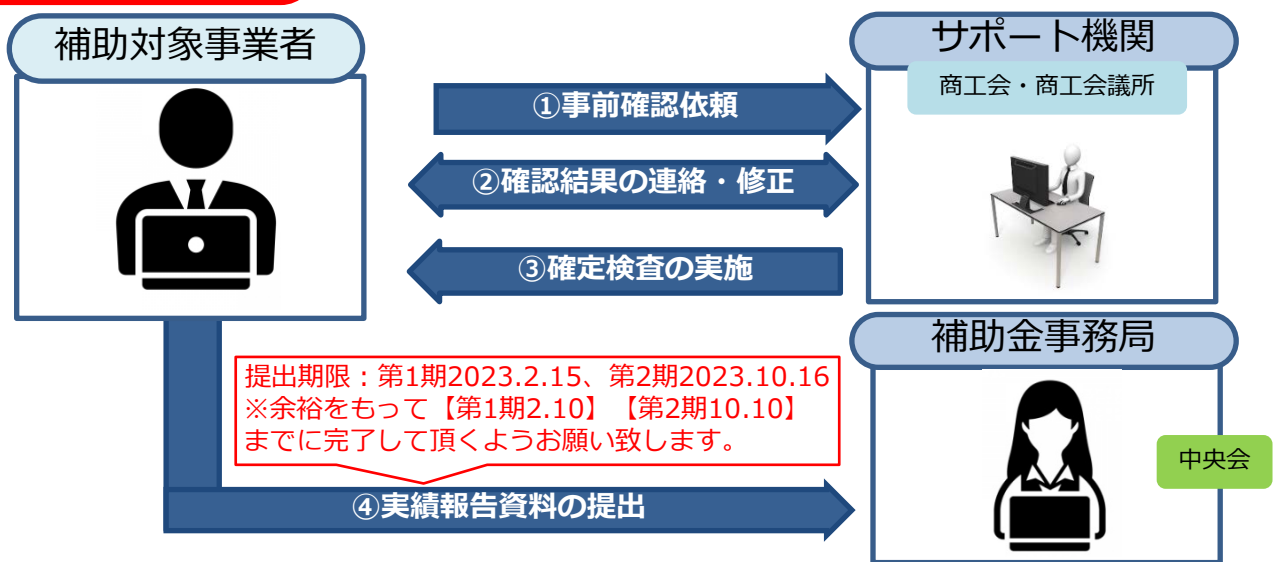 補助対象事業者
サポート機関
商工会・商工会議所
①事前確認依頼
②確認結果の連絡・修正
③確定検査の実施
補助金事務局
提出期限：第1期2023.2.15、第2期2023.10.16
※余裕をもって【第1期2.10】【第2期10.10】
までに完了して頂くようお願い致します。
中央会
④実績報告資料の提出